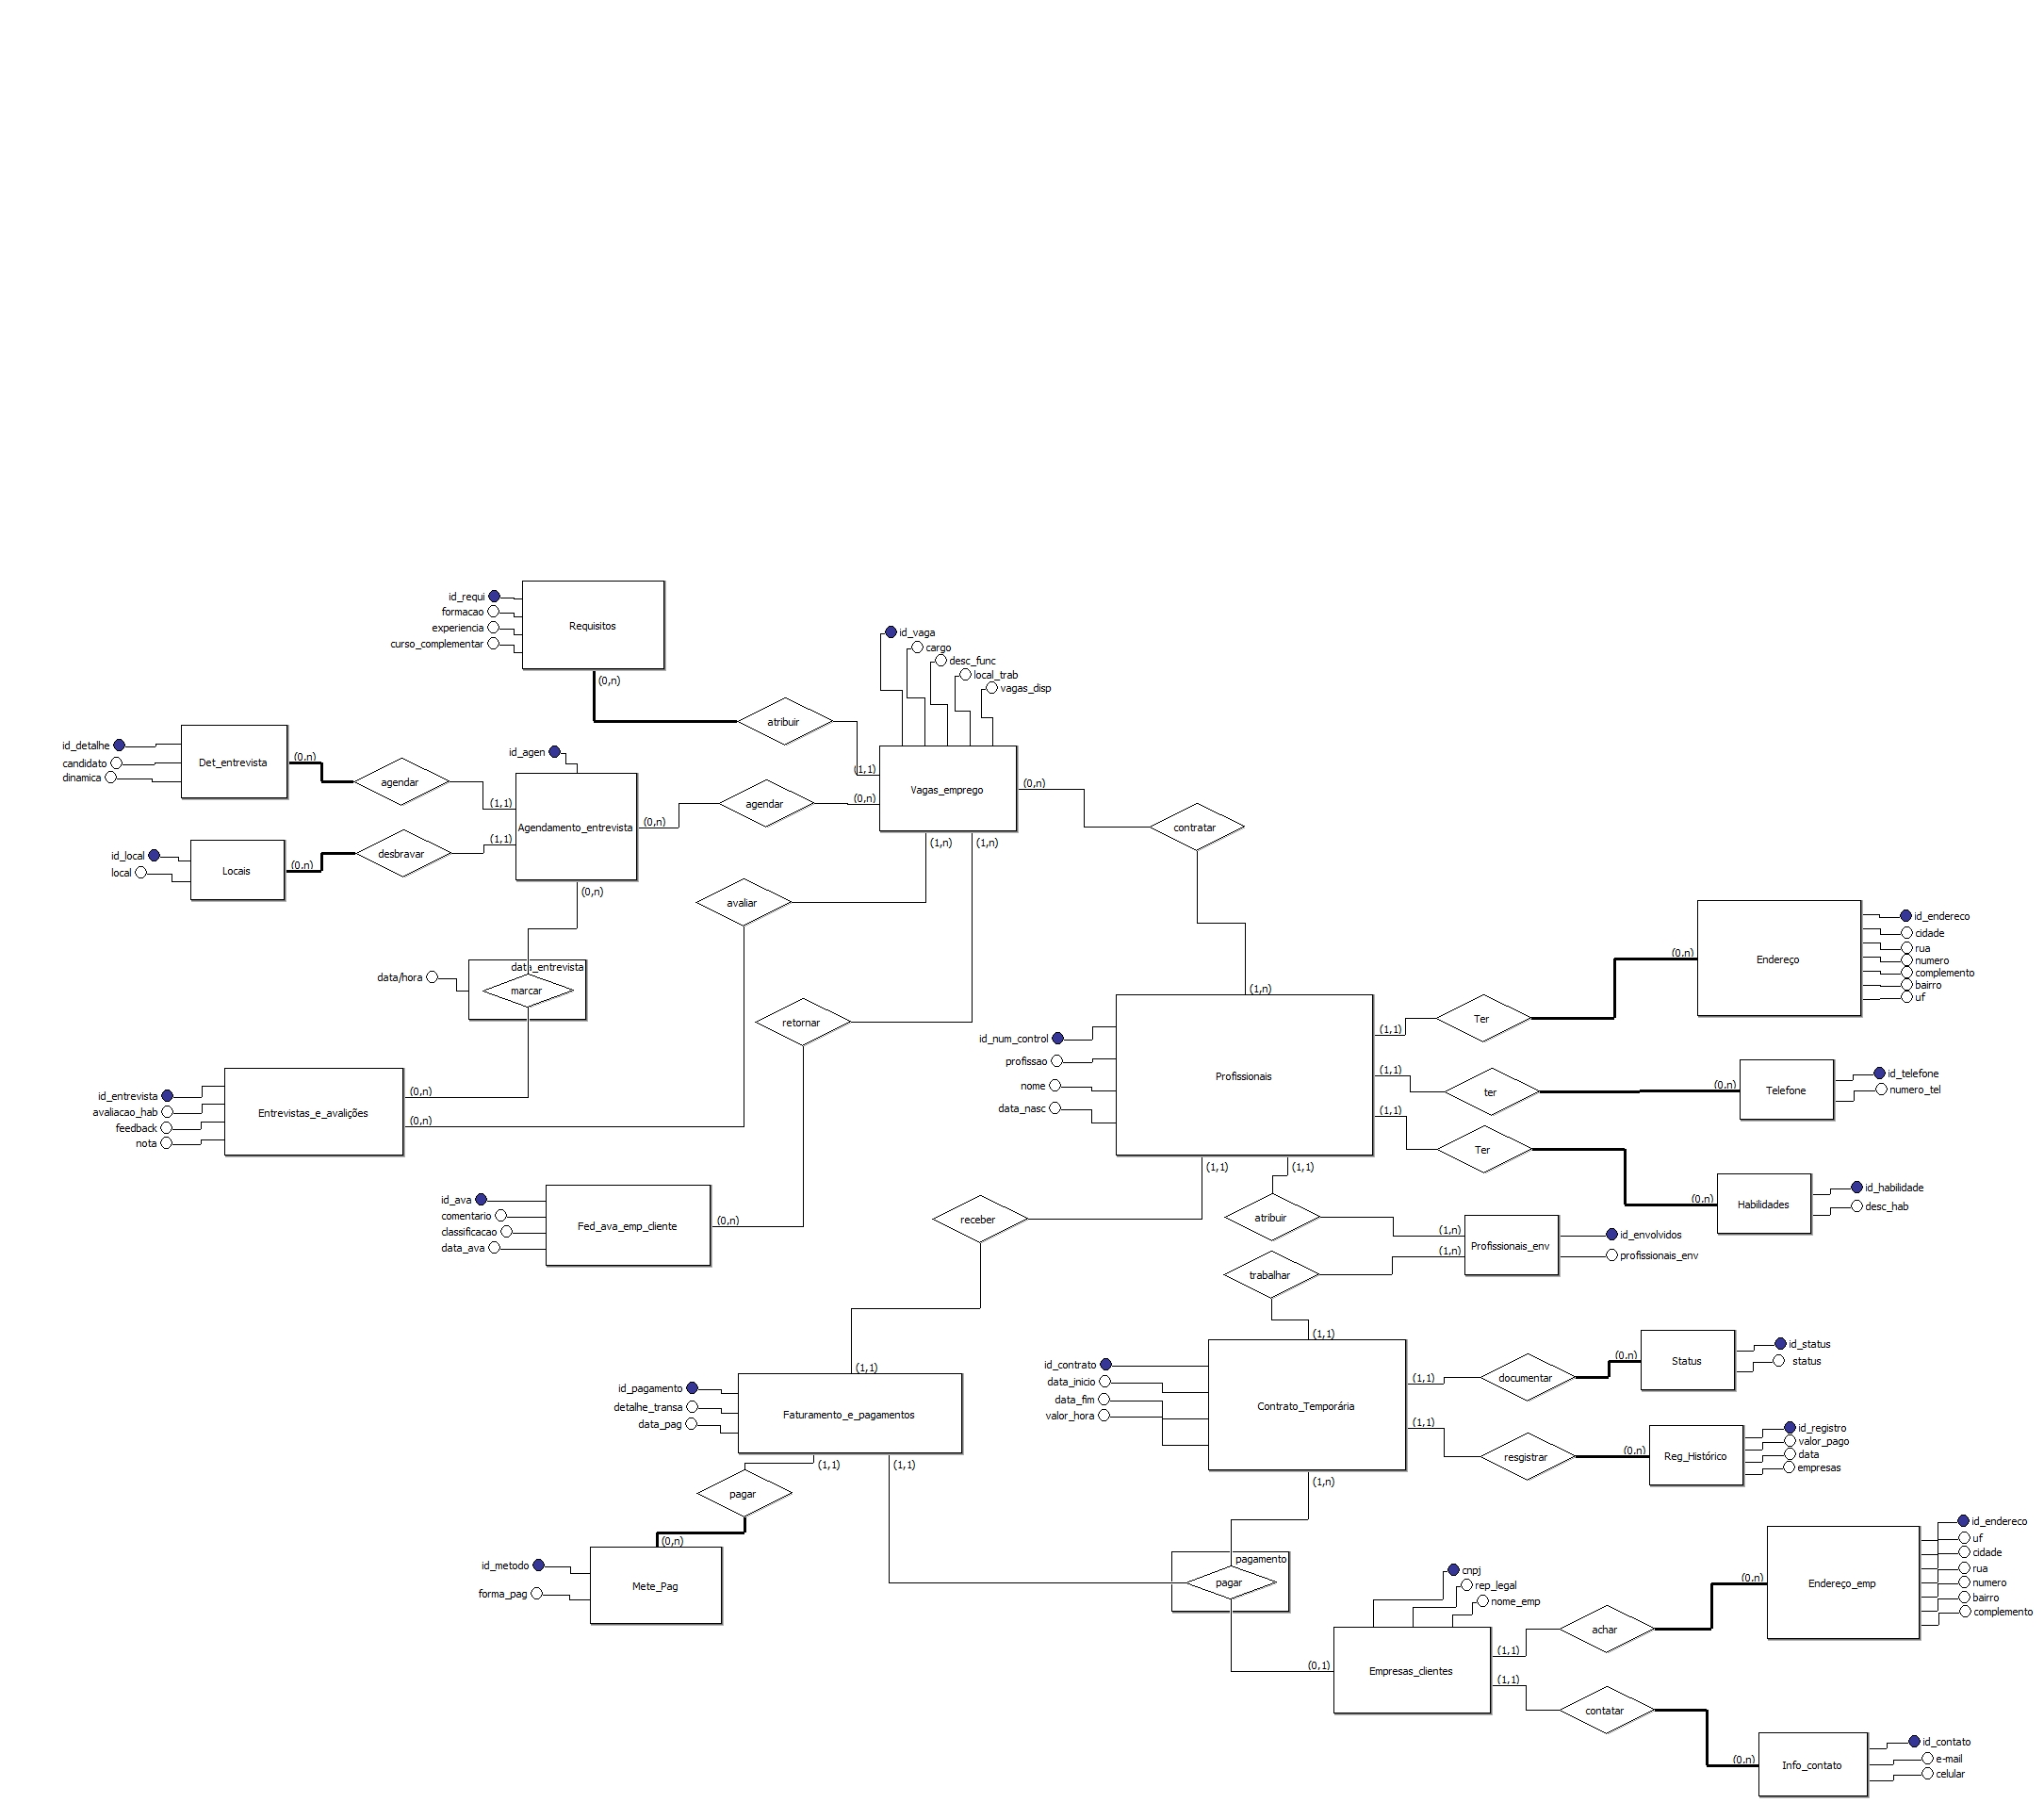 id_requi
formacao
experiencia
curso_complementar
Requisitos
(0,n)
atribuir
id_vaga
cargo
desc_func
local_trab
vagas_disp
(1,1)
(0,n)
Vagas_emprego
(0,n)
(1,n)
(1,n)
id_detalhe
candidato
dinamica
Det_entrevista
(0,n)
agendar
(1,1)
id_agen
Agendamento_entrevista
(0,n)
agendar
contratar
id_local
local
Locais
(0,n)
desbravar
(1,1)
(0,n)
avaliar
data_entrevista
data/hora
marcar
retornar
id_entrevista
avaliacao_hab
feedback
nota
Entrevistas_e_avalições
(0,n)
(0,n)
id_ava
comentario
classificacao
data_ava
Fed_ava_emp_cliente
(0,n)
(1,n)
id_num_control
profissao
nome
data_nasc
Profissionais
(1,1)
(1,1)
(1,1)
(1,1)
(1,1)
Ter
(0,n)
Endereço
id_endereco
cidade
rua
numero
complemento
bairro
uf
ter
(0,n)
Telefone
id_telefone
numero_tel
Ter
(0,n)
Habilidades
id_habilidade
desc_hab
receber
atribuir
(1,n)
(1,n)
Profissionais_env
id_envolvidos
profissionais_env
trabalhar
(1,1)
(1,1)
id_pagamento
detalhe_transa
data_pag
Faturamento_e_pagamentos
(1,1)
(1,1)
pagar
(0,n)
id_metodo
forma_pag
Mete_Pag
id_contrato
data_inicio
data_fim
valor_hora
Contrato_Temporária
(1,1)
(1,1)
(1,n)
documentar
(0,n)
Status
id_status
status
resgistrar
(0,n)
Reg_Histórico
id_registro
valor_pago
data
empresas
pagamento
pagar
cnpj
rep_legal
nome_emp
(0,1)
Empresas_clientes
(1,1)
(1,1)
achar
(0,n)
Endereço_emp
id_endereco
uf
cidade
rua
numero
bairro
complemento
contatar
(0,n)
Info_contato
id_contato
e-mail
celular